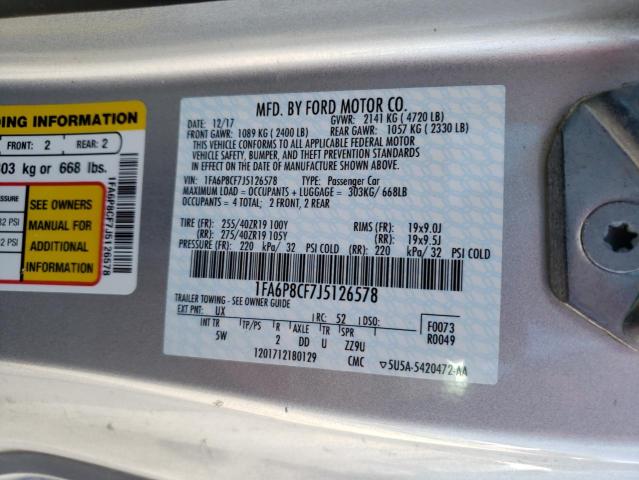 DING INFORMATION
FRONT: 2 REAR: 2
303 kg or 668 lbs.
SEE OWNERS
MANUAL FOR
ADDITIONAL
INFORMATION
32 PSI
32 PSI
1FA6P8CF7J5126578
MFD. BY FORD MOTOR CO.
12/17 GVWR: 2141 KG ( 4720 LB)
FRONT GAWR: 1089 KG ( 2400 LB) REAR GAWR: 1057 KG ( 2330 LB)
THIS VEHICLE CONFORMS TO ALL APPLICABLE FEDERAL MOTOR
VEHICLE SAFETY, BUMPER, AND THEFT PREVENTION STANDARDS
IN EFFECT ON THE DATE OF MANUFACTURE SHOWN ABOVE.
VIN: 1FA6P8CF7J5126578 TYPE: Passenger Car
MAXIMUM LOAD = OCCUPANTS + LUGGAGE = 303KG/ 668LB
OCCUPANTS = 4 TOTAL; 2 FRONT, 2 REAR
TIRE (FR): 255/40ZR19 100Y RIMS (FR): 19x9.0J
(RR): 275/40ZR19 105Y (RR): 19x9.5J
PRESSURE (FR): 220 kPa/ 32 PSI COLD (RR): 220 kPa/ 32 PSI COLD
1FA6P8CF7J5126578
TRAILER TOWING - SEE OWNER GUIDE
EXT PNT: UX RC: 52 DSO: F0073
INT TR TP/PS R AXLE TR SPR R0049
5W 2 DD U ZZ9U
1201712180129 CMC 5U5A-5420472-AA